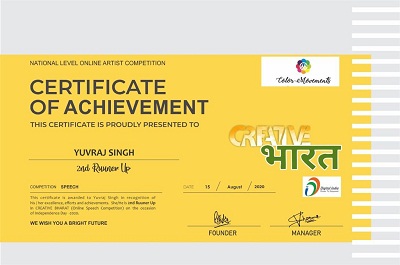 Color-Movements
NATIONAL LEVEL ONLINE ARTIST COMPETITION
CERTIFICATE
OF ACHIEVEMENT
THIS CERTIFICATE IS PROUDLY PRESENTED TO
CREATIVE
भारत
YUVRAJ SINGH
2nd Runner Up
COMPETITION SPEECH
DATE 15 August 2020
Digital India
This certificate is awarded to Yuvraj Singh in recognition of
his / her excellence, efforts and achievements. She/He is 2nd Runner Up
in CREATIVE BHARAT (Online Speech Competition) on the occasion
of Independence Day 2020.
WE WISH YOU A BRIGHT FUTURE
FOUNDER
MANAGER